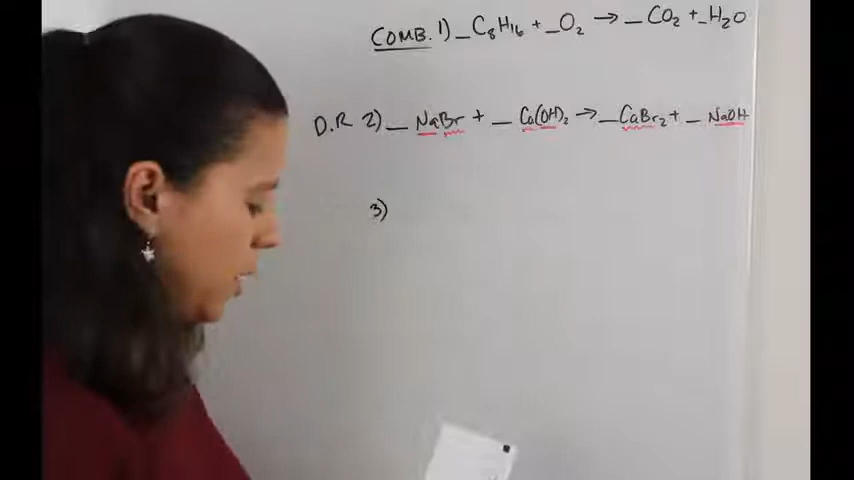 COMB. 1) _ C8H16 + _ O2 → _ CO2 + _ H2O
D.R 2) _ NaBr + _ Ca(OH)2 → _ CaBr2 + _ NaOH
3)